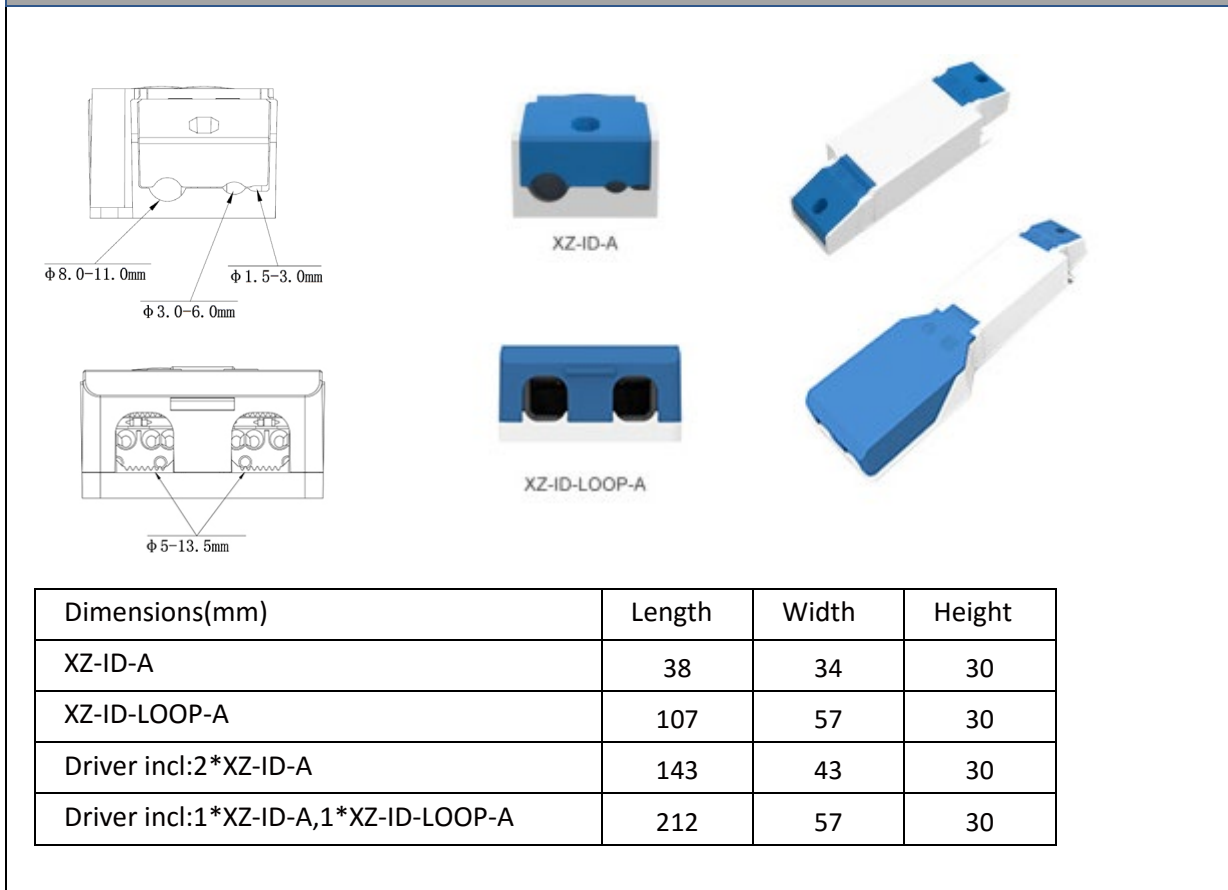 φ8.0-11.0mm
φ1.5-3.0mm
φ3.0-6.0mm
XZ-ID-A
φ5-13.5mm
XZ-ID-LOOP-A
Dimensions(mm) Length Width Height
XZ-ID-A 38 34 30
XZ-ID-LOOP-A 107 57 30
Driver incl:2*XZ-ID-A 143 43 30
Driver incl:1*XZ-ID-A,1*XZ-ID-LOOP-A 212 57 30